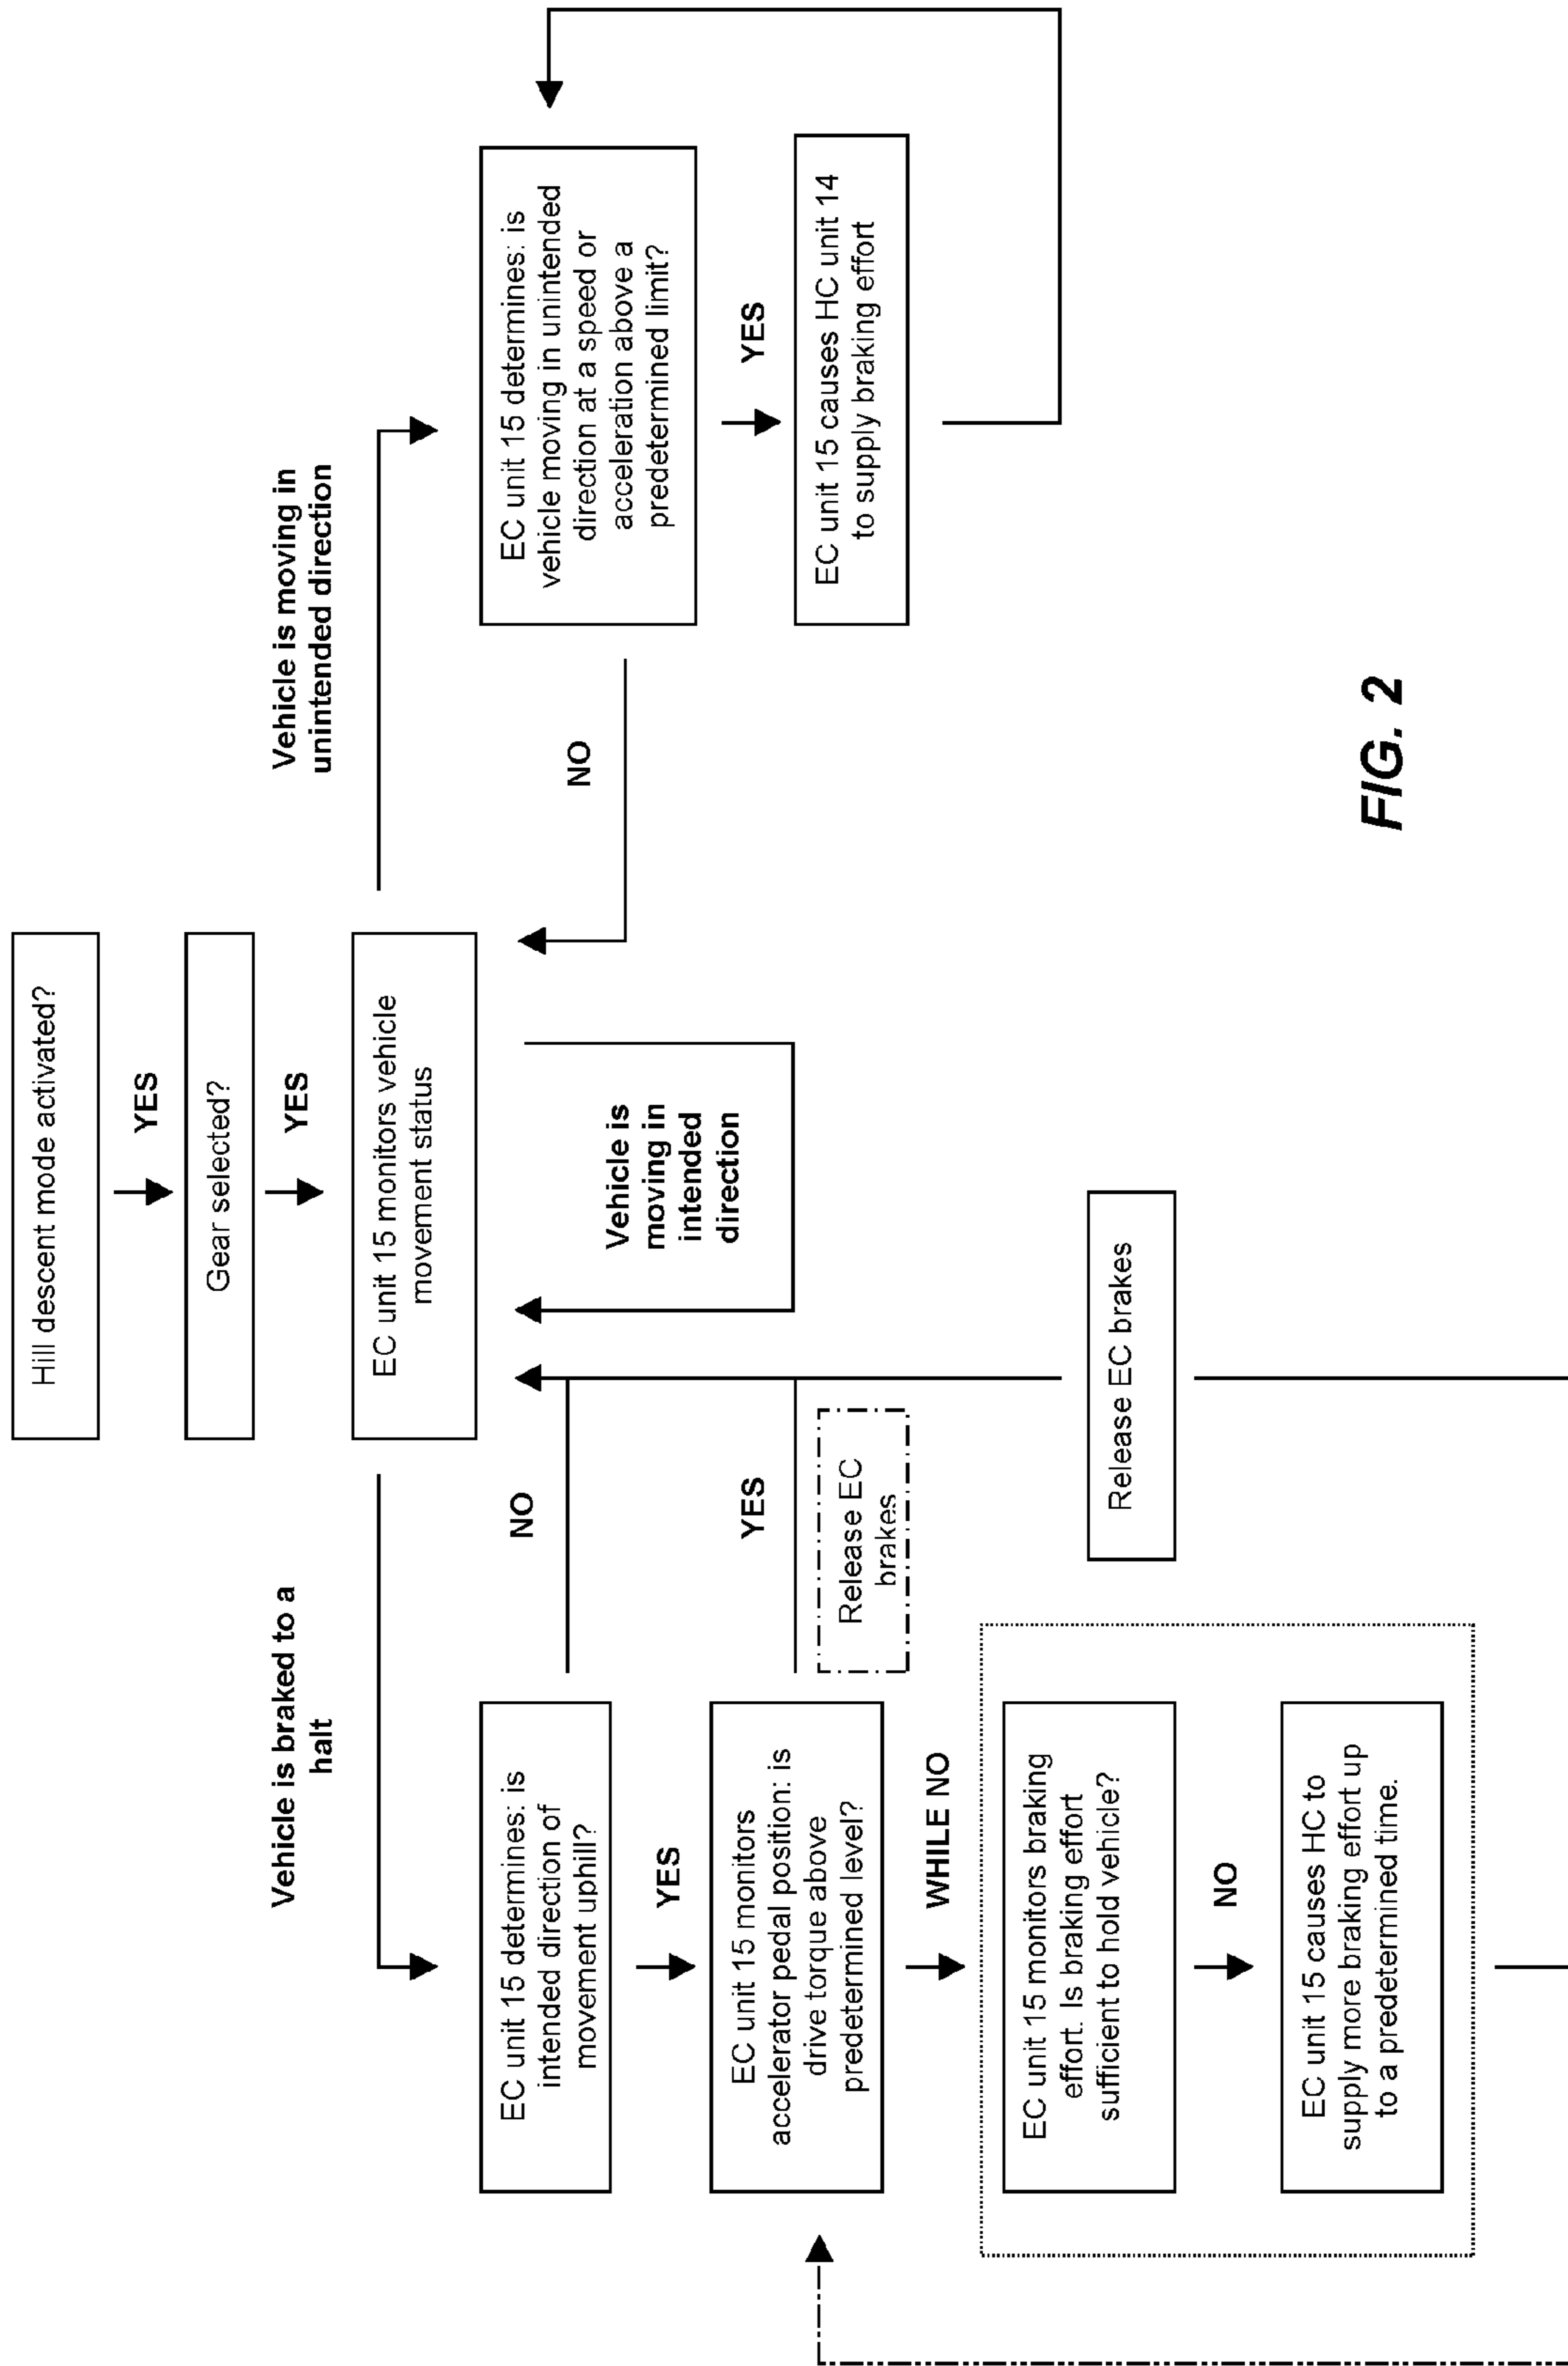 Hill descent mode activated?
YES
Gear selected?
YES
EC unit 15 monitors vehicle
movement status
Vehicle is braked to a
halt
Vehicle is moving in
unintended direction
EC unit 15 determines: is
intended direction of
movement uphill?
NO
YES
EC unit 15 monitors
accelerator pedal position: is
drive torque above
predetermined level?
YES
Release EC
brakes
WHILE NO
EC unit 15 monitors braking
effort. Is braking effort
sufficient to hold vehicle?
NO
EC unit 15 causes HC to
supply more braking effort up
to a predetermined time.
Release EC brakes
Vehicle is
moving in
intended
direction
NO
EC unit 15 determines: is
vehicle moving in unintended
direction at a speed or
acceleration above a
predetermined limit?
YES
EC unit 15 causes HC unit 14
to supply braking effort
FIG. 2